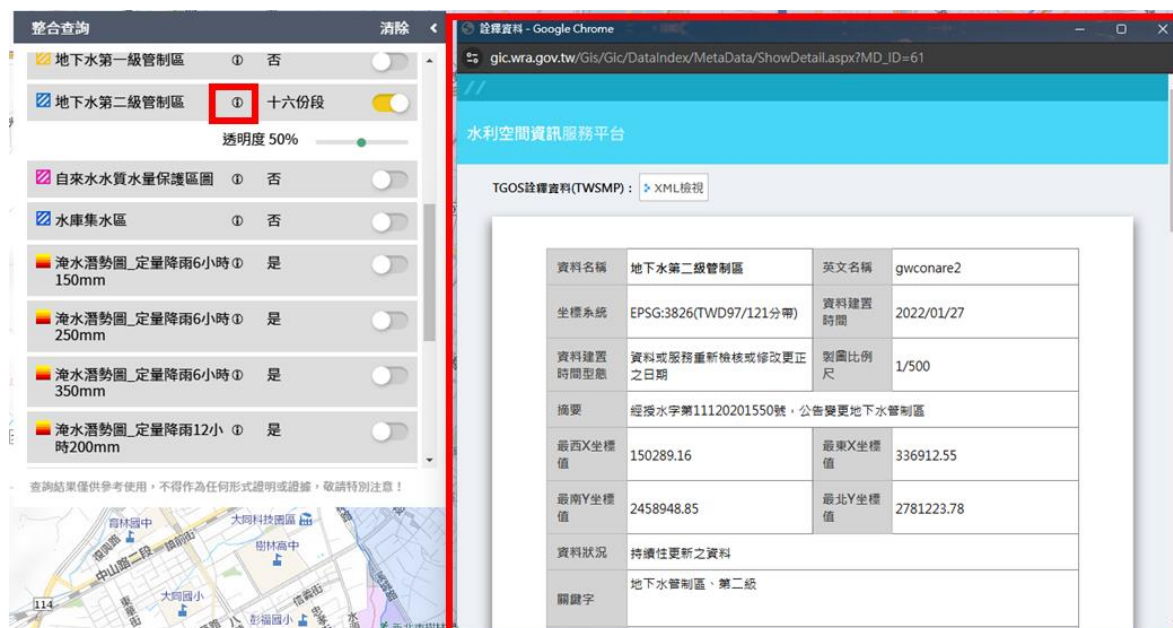 整合查詢 清除
地下水第一級管制區 否
地下水第二級管制區 十六份段
透明度 50%
自來水水質水量保護區圖 否
水庫集水區 否
淹水潛勢圖_定量降雨6小時 是
150mm
淹水潛勢圖_定量降雨6小時 是
250mm
淹水潛勢圖_定量降雨6小時 是
350mm
淹水潛勢圖_定量降雨12小 是
時200mm
查詢結果僅供參考使用，不得作為任何形式證明或證據，敬請特別注意！
育林國中
大同科技園區
復興路
樹林高中
中山路二段
鎮前街
大同國小
信義街
114
東華街
彭福國小
詮釋資料 - Google Chrome
gic.wra.gov.tw/Gis/Gic/DataIndex/MetaData/ShowDetail.aspx?MD_ID=61
//
水利空間資訊服務平台
TGOS詮釋資料(TWSMP)： XML檢視
資料名稱 地下水第二級管制區 英文名稱 gwconare2
坐標系統 EPSG:3826(TWD97/121分帶) 資料建置時間 2022/01/27
資料建置時間型態 資料或服務重新檢核或修改更正之日期 製圖比例尺 1/500
摘要 經授水字第11120201550號，公告變更地下水管制區
最西X坐標值 150289.16 最東X坐標值 336912.55
最南Y坐標值 2458948.85 最北Y坐標值 2781223.78
資料狀況 持續性更新之資料
關鍵字 地下水管制區、第二級